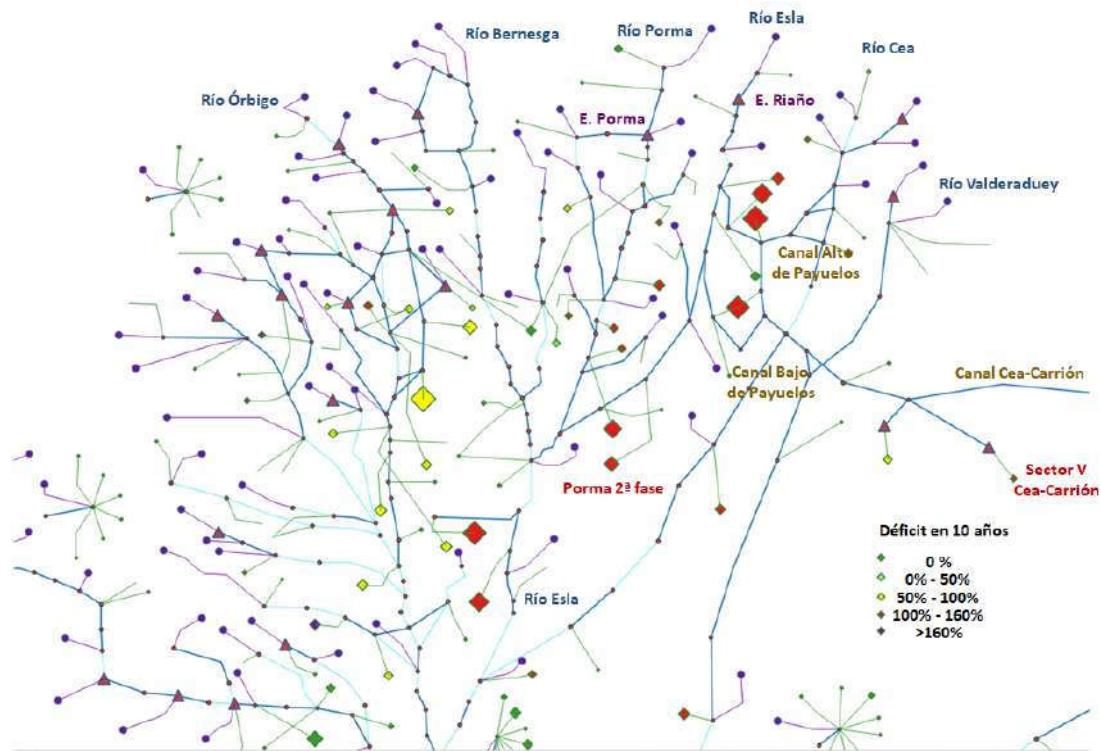 Río Esla
Río Bernesga
Río Porma
Río Cea
Río Órbigo
E. Riaño
E. Porma
Río Valderaduey
Canal Alto
de Payuelos
Canal Bajo
de Payuelos
Canal Cea-Carrión
Sector V
Cea-Carrión
Porma 2ª fase
Río Esla
Déficit en 10 años
0 %
0% - 50%
50% - 100%
100% - 160%
>160%